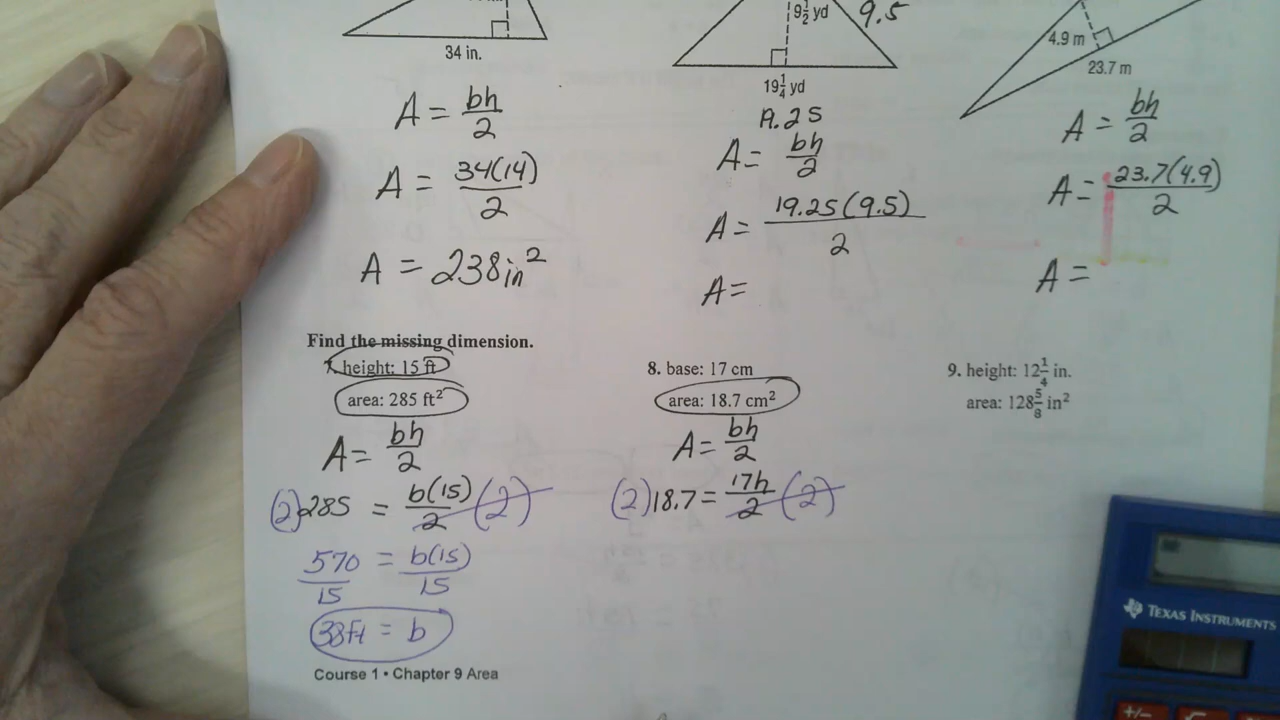 34 in.
A = bh/2
A = 34(14)/2
A = 238in²
9½ yd
9.5
19¼ yd
19.25
A = bh/2
A = 19.25(9.5)/2
A =
4.9 m
23.7 m
A = bh/2
A = 23.7(4.9)/2
A =
Find the missing dimension.
7. height: 15 ft
area: 285 ft²
A = bh/2
(2)285 = b(15)/2 (2)
570/15 = b(15)/15
38Ft = b
8. base: 17 cm
area: 18.7 cm²
A = bh/2
(2)18.7 = 17h/2 (2)
9. height: 12¼ in.
area: 128⅝ in²
Course 1 • Chapter 9 Area
TEXAS INSTRUMENTS
+/−